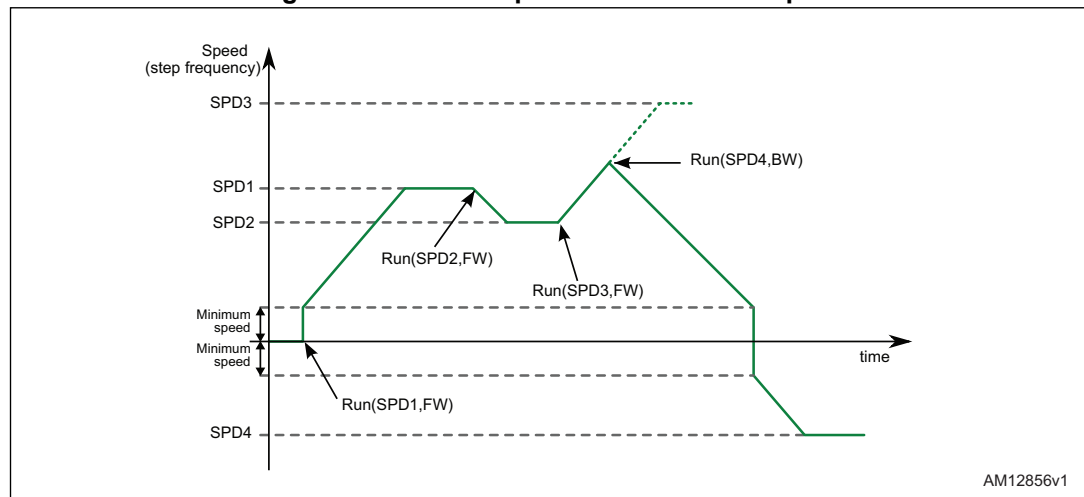 Speed
(step frequency)
SPD3
Run(SPD4,BW)
SPD1
SPD2
Run(SPD2,FW)
Run(SPD3,FW)
Minimum
speed
Minimum
speed
time
Run(SPD1,FW)
SPD4
AM12856v1